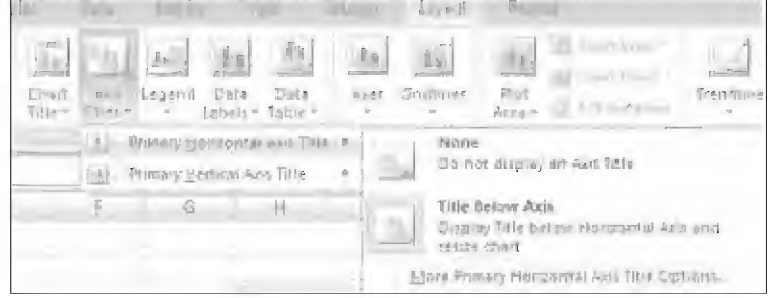 Layout
Chart Title Axis Titles Legend Data Labels Data Table Axes Gridlines Plot Area Trendline
Primary Horizontal Axis Title
Primary Vertical Axis Title
None
Do not display an Axis Title
Title Below Axis
Display Title below Horizontal Axis and
resize chart
More Primary Horizontal Axis Title Options...
F G H